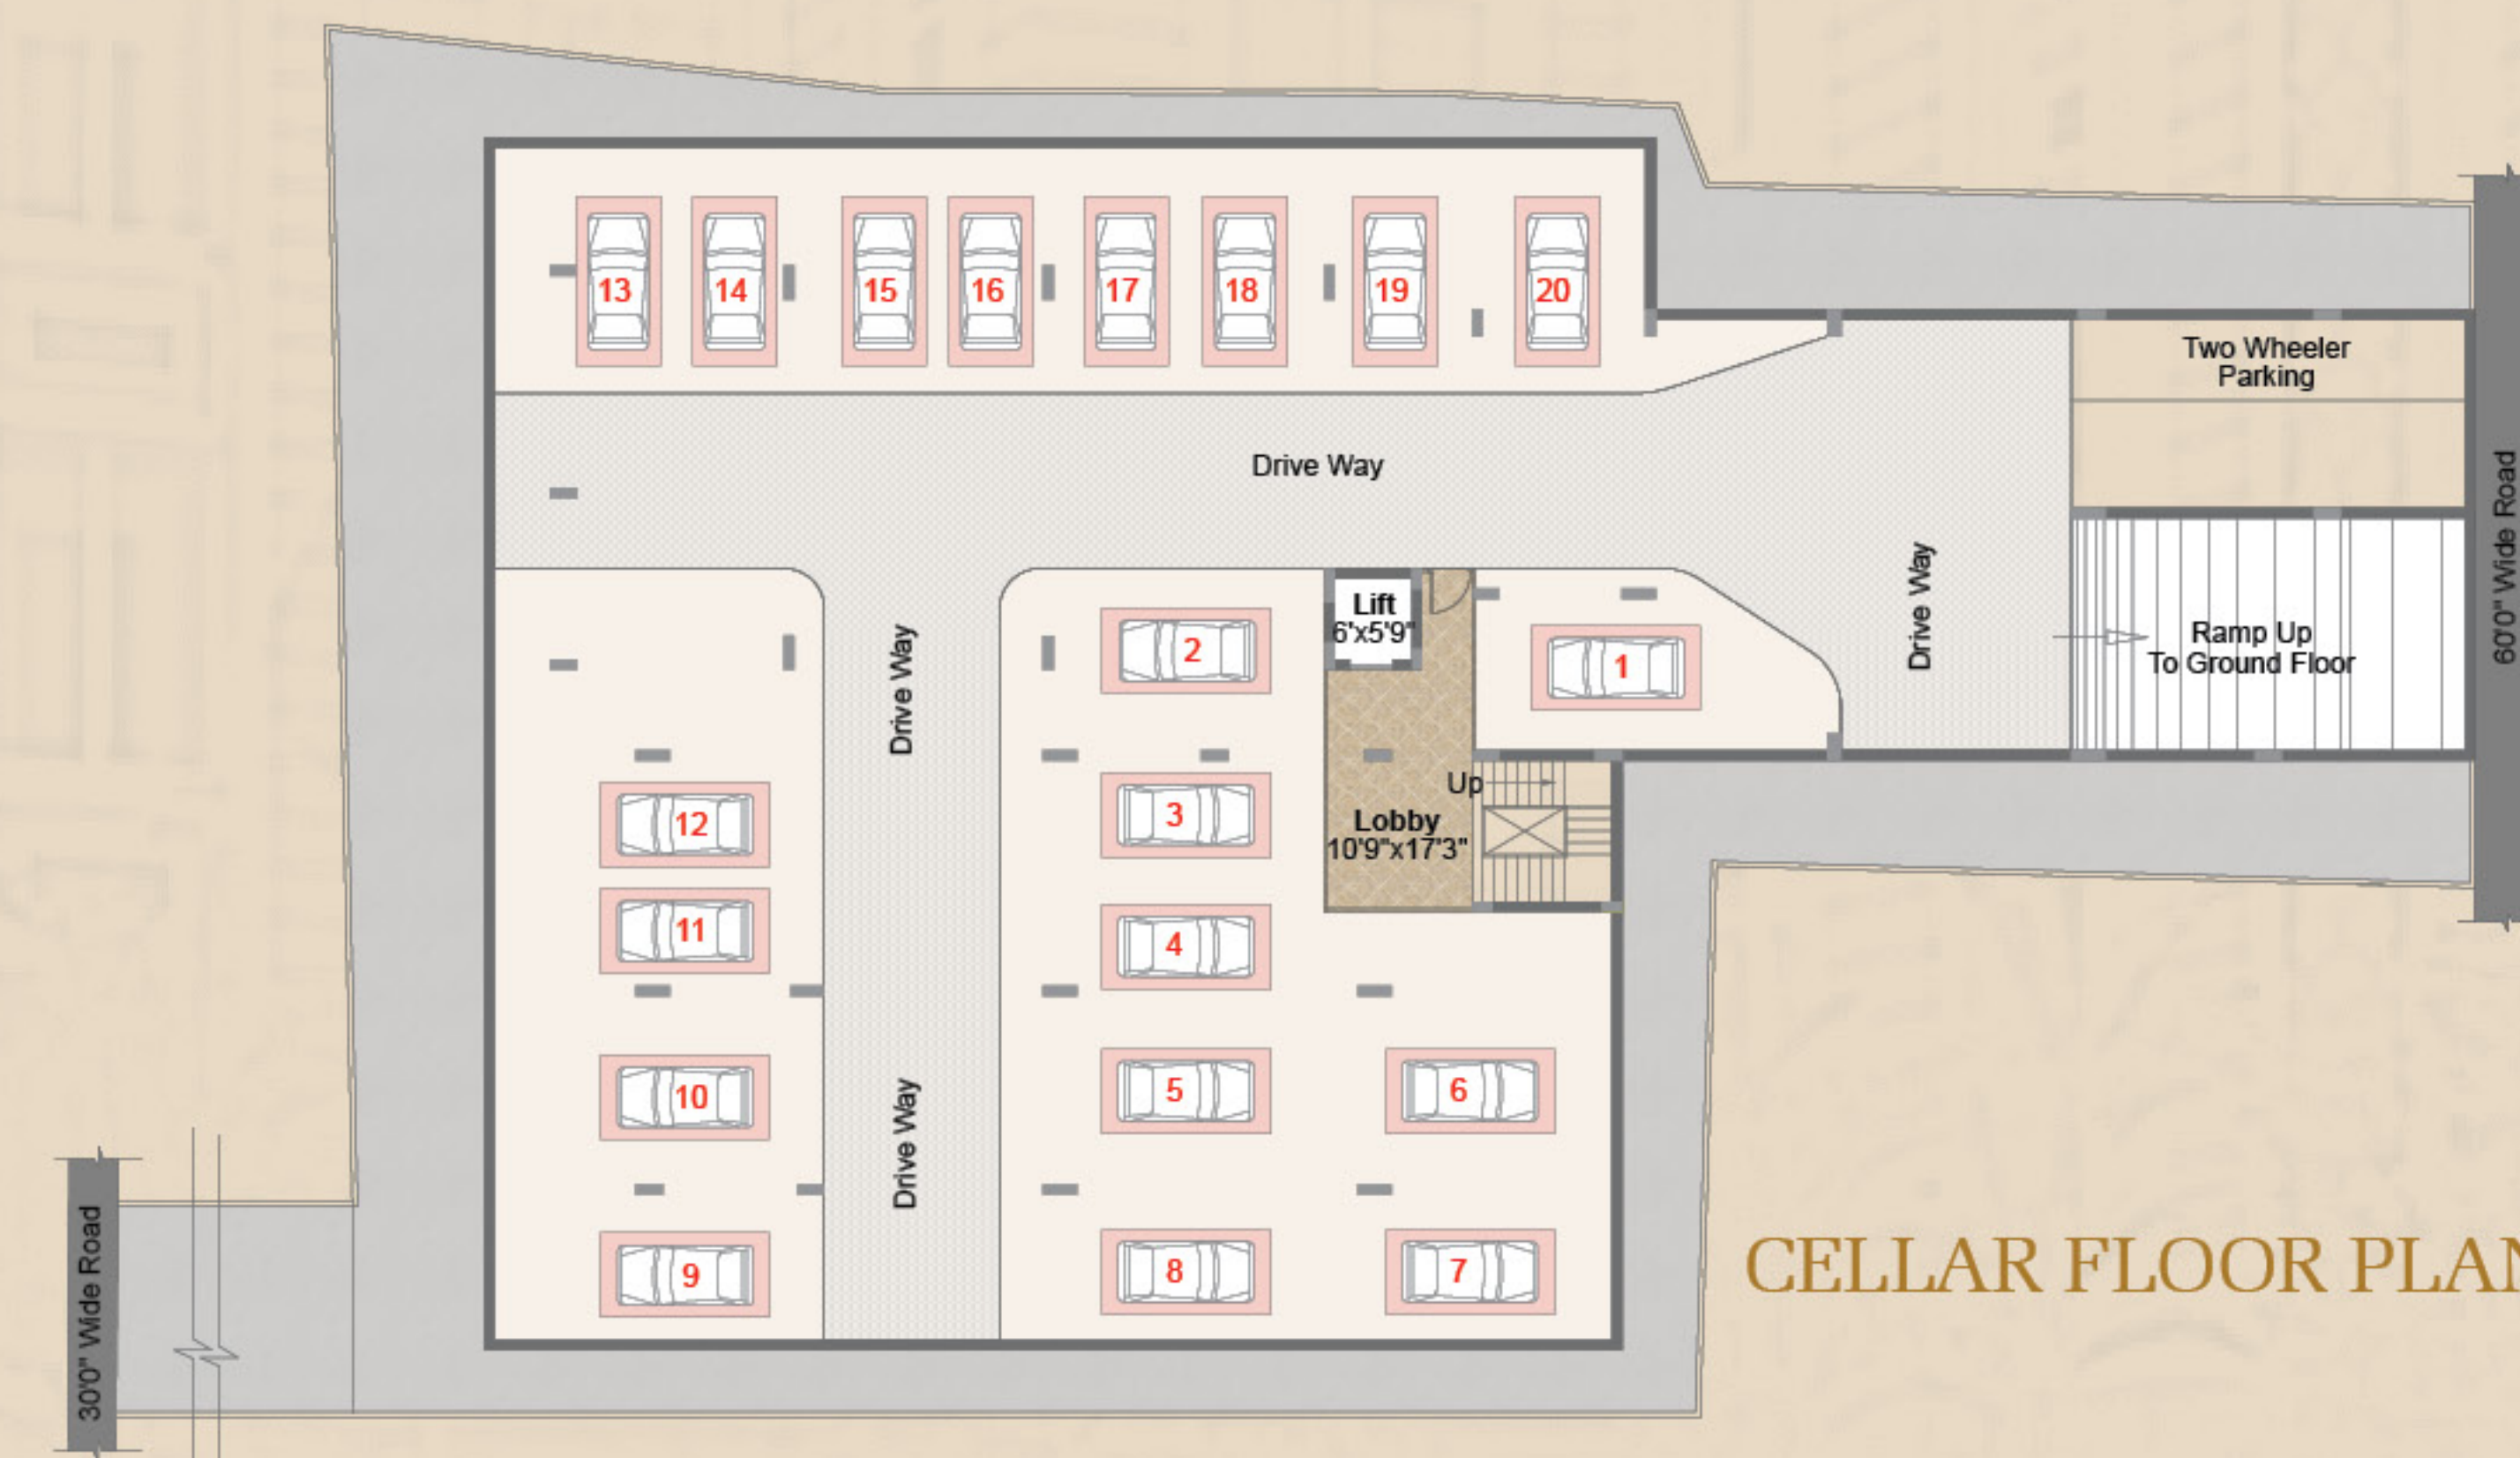 13
14
15
16
17
18
19
20
Two Wheeler
Parking
Drive Way
60'0" Wide Road
Drive Way
Ramp Up
To Ground Floor
Lift
6'x5'9"
1
2
Drive Way
Up
Lobby
10'9"x17'3"
3
12
11
4
10
5
6
Drive Way
9
8
7
30'0" Wide Road
CELLAR FLOOR PLAN